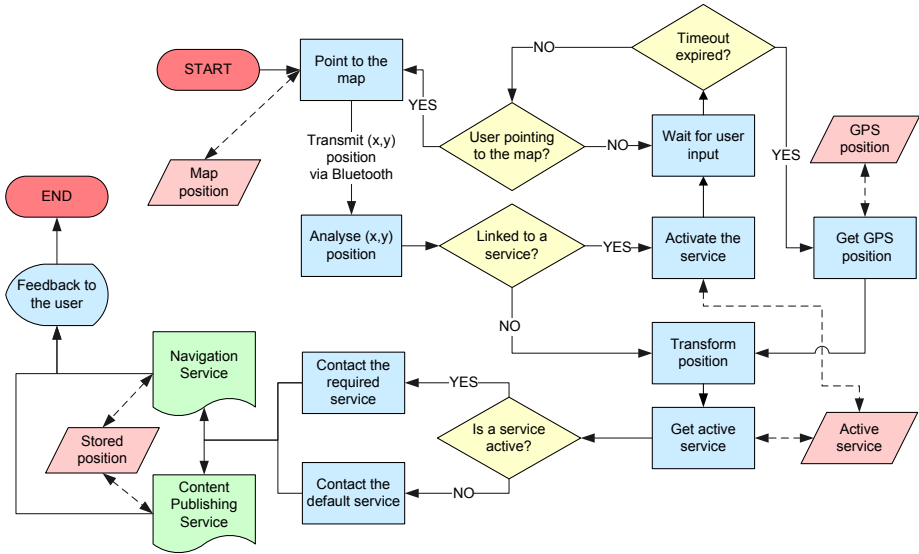 START
Point to the
map
NO
Timeout
expired?
YES
User pointing
to the map?
NO
Wait for user
input
YES
GPS
position
Transmit (x,y)
position
via Bluetooth
Map
position
END
Analyse (x,y)
position
Linked to a
service?
YES
Activate the
service
Get GPS
position
Feedback to
the user
NO
Transform
position
Navigation
Service
Contact the
required
service
YES
Is a service
active?
Get active
service
Active
service
Stored
position
Content
Publishing
Service
Contact the
default service
NO